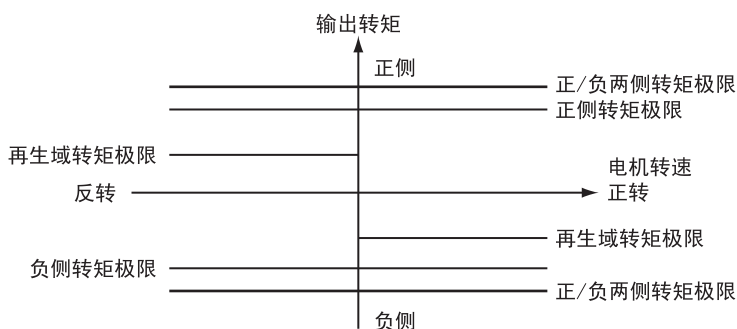 输出转矩
正侧
正/负两侧转矩极限
正侧转矩极限
再生域转矩极限
电机转速
反转
正转
再生域转矩极限
负侧转矩极限
正/负两侧转矩极限
负侧